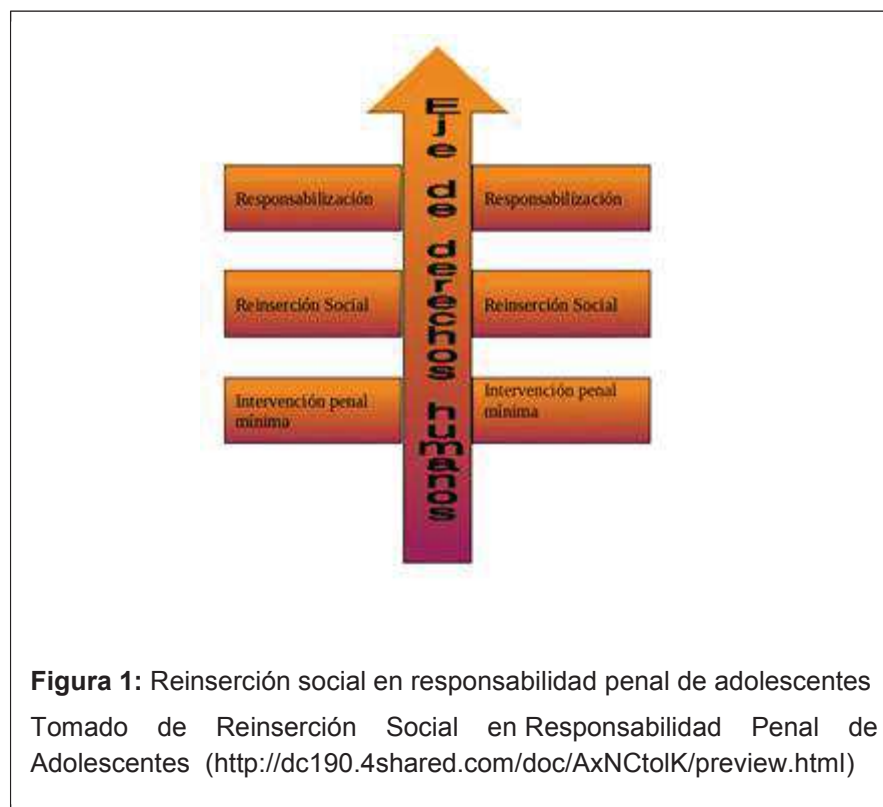 Eje de derechos humanos
Responsabilización
Responsabilización
Reinserción Social
Reinserción Social
Intervención penal
mínima
Intervención penal
mínima
Figura 1: Reinserción social en responsabilidad penal de adolescentes
Tomado de Reinserción Social en Responsabilidad Penal de
Adolescentes (http://dc190.4shared.com/doc/AxNCtolK/preview.html)